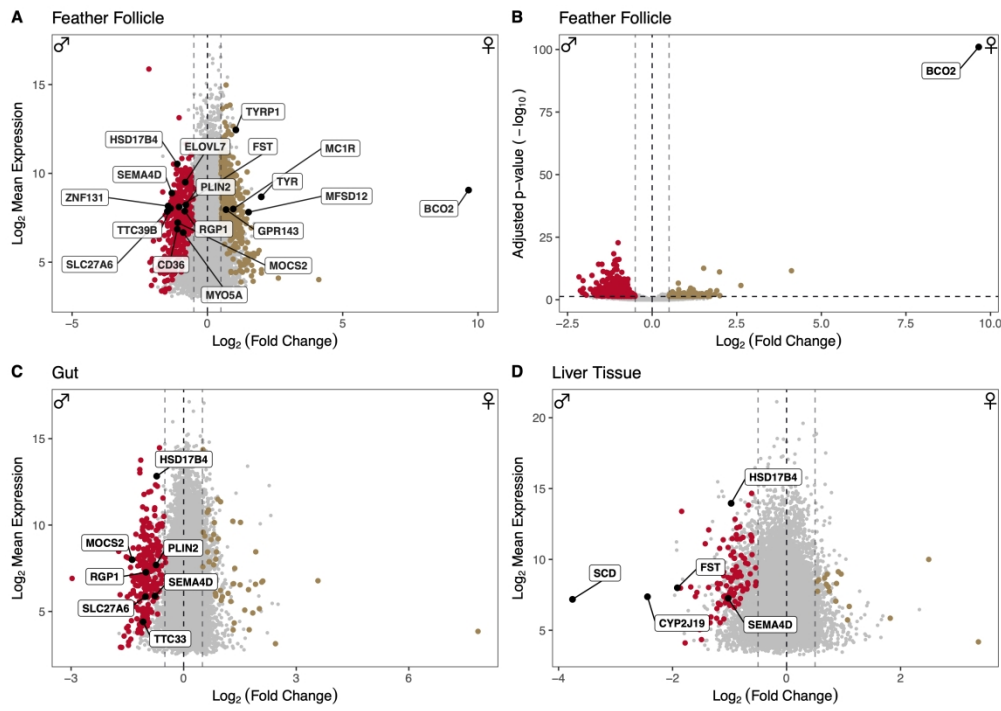 A Feather Follicle
♂ ♀
15
10
5
Log2 Mean Expression
TYRP1
HSD17B4
ELOVL7
FST
MC1R
SEMA4D
PLIN2
TYR
ZNF131
MFSD12
BCO2
TTC39B
RGP1
GPR143
SLC27A6
CD36
MOCS2
MYO5A
-5 0 5 10
Log2 (Fold Change)
B Feather Follicle
♂ ♀
100
75
50
25
0
Adjusted p-value (-log10)
BCO2
-2.5 0.0 2.5 5.0 7.5 10.0
Log2 (Fold Change)
C Gut
♂ ♀
15
10
5
Log2 Mean Expression
HSD17B4
MOCS2
PLIN2
RGP1
SEMA4D
SLC27A6
TTC33
-3 0 3 6
Log2 (Fold Change)
D Liver Tissue
♂ ♀
20
15
10
5
Log2 Mean Expression
HSD17B4
SCD
FST
CYP2J19
SEMA4D
-4 -2 0 2
Log2 (Fold Change)